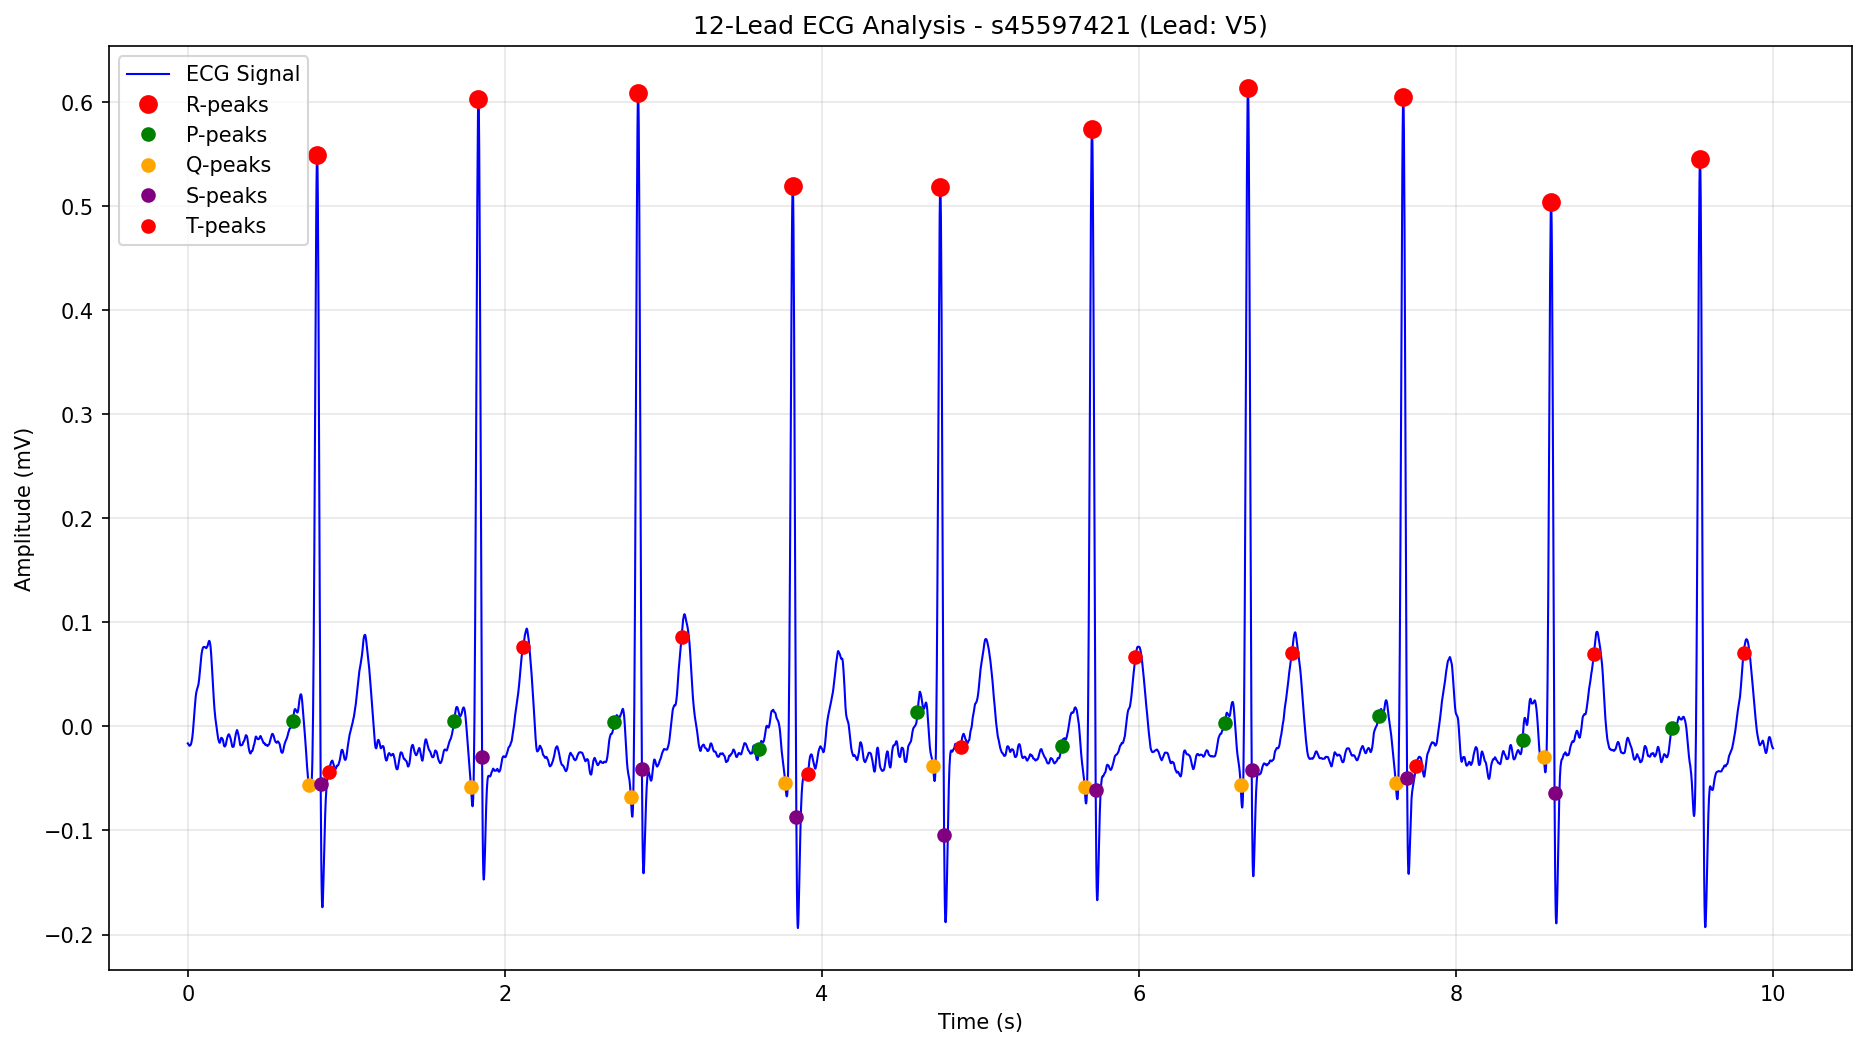 12-Lead ECG Analysis - s45597421 (Lead: V5)
ECG Signal
R-peaks
P-peaks
Q-peaks
S-peaks
T-peaks
Amplitude (mV)
0.6
0.5
0.4
0.3
0.2
0.1
0.0
−0.1
−0.2
0 2 4 6 8 10
Time (s)